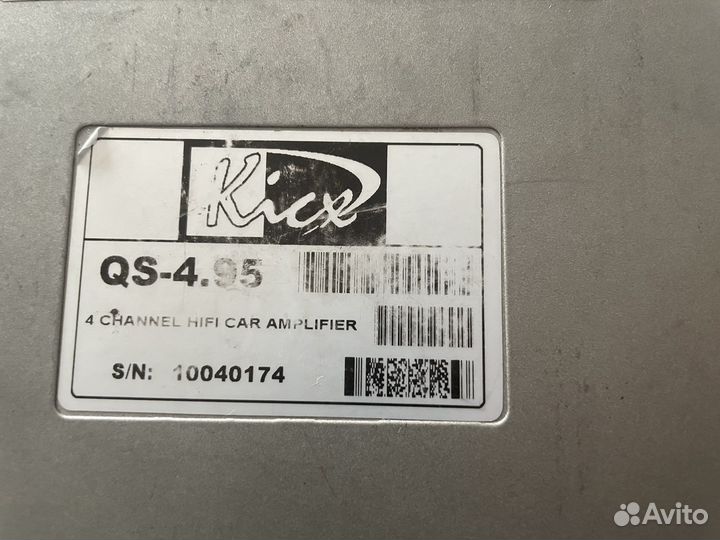 Kicx
QS-4.95
4 CHANNEL HIFI CAR AMPLIFIER
S/N: 10040174
Avito